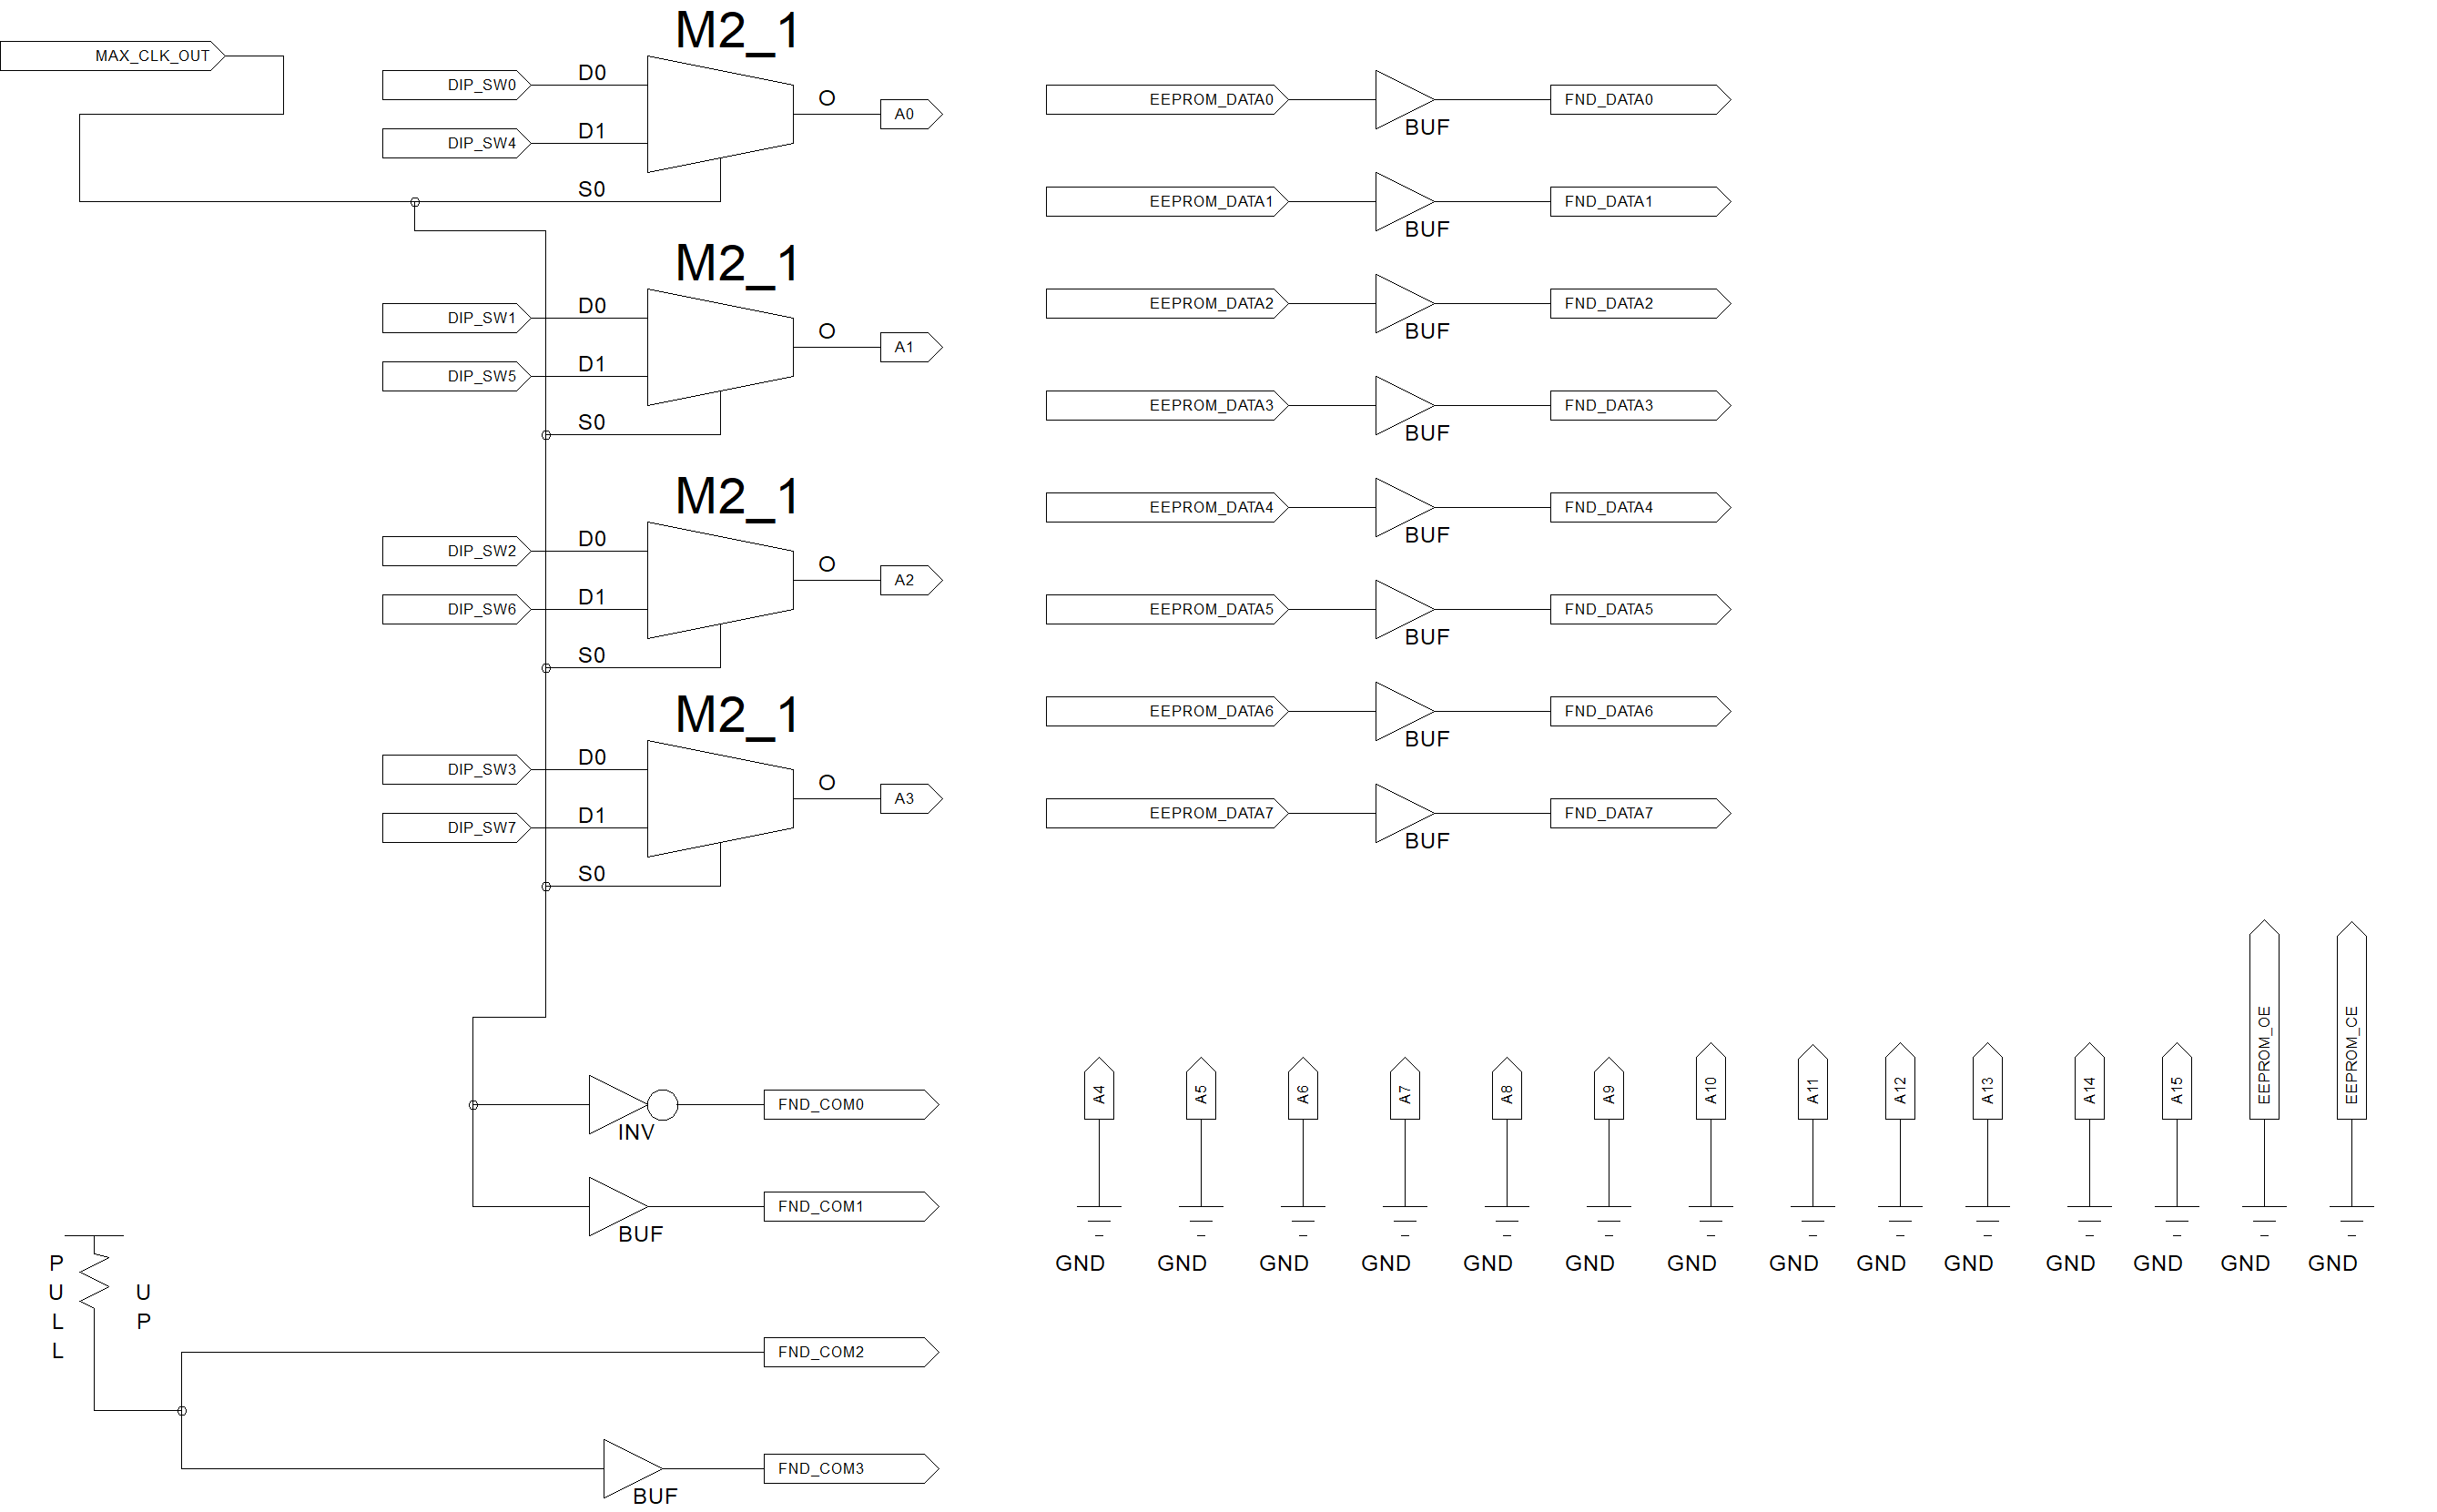 M2_1
MAX_CLK_OUT
DIP_SW0
D0
DIP_SW4
D1
S0
O
A0
M2_1
DIP_SW1
D0
DIP_SW5
D1
S0
O
A1
M2_1
DIP_SW2
D0
DIP_SW6
D1
S0
O
A2
M2_1
DIP_SW3
D0
DIP_SW7
D1
S0
O
A3
INV
FND_COM0
BUF
FND_COM1
PULL
UP
FND_COM2
BUF
FND_COM3
EEPROM_DATA0
BUF
FND_DATA0
EEPROM_DATA1
BUF
FND_DATA1
EEPROM_DATA2
BUF
FND_DATA2
EEPROM_DATA3
BUF
FND_DATA3
EEPROM_DATA4
BUF
FND_DATA4
EEPROM_DATA5
BUF
FND_DATA5
EEPROM_DATA6
BUF
FND_DATA6
EEPROM_DATA7
BUF
FND_DATA7
A4
A5
A6
A7
A8
A9
A10
A11
A12
A13
A14
A15
EEPROM_OE
EEPROM_CE
GND
GND
GND
GND
GND
GND
GND
GND
GND
GND
GND
GND
GND
GND